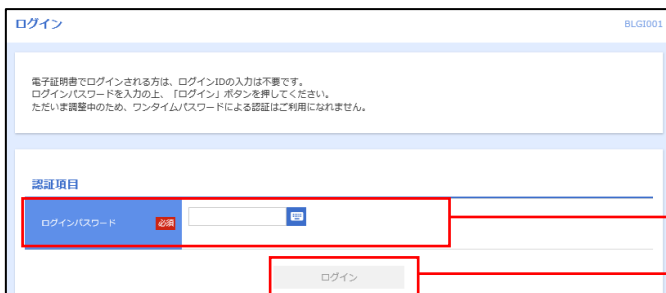 ログイン
BLGI001
電子証明書でログインされる方は、ログインIDの入力は不要です。
ログインパスワードを入力の上、「ログイン」ボタンを押してください。
ただいま調整中のため、ワンタイムパスワードによる認証はご利用になれません。
認証項目
ログインパスワード 必須
ログイン